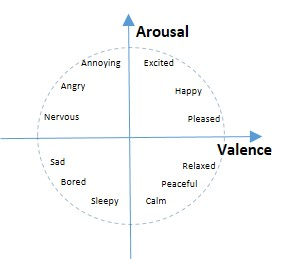 Arousal
Annoying
Excited
Angry
Happy
Nervous
Pleased
Valence
Sad
Relaxed
Bored
Peaceful
Sleepy
Calm